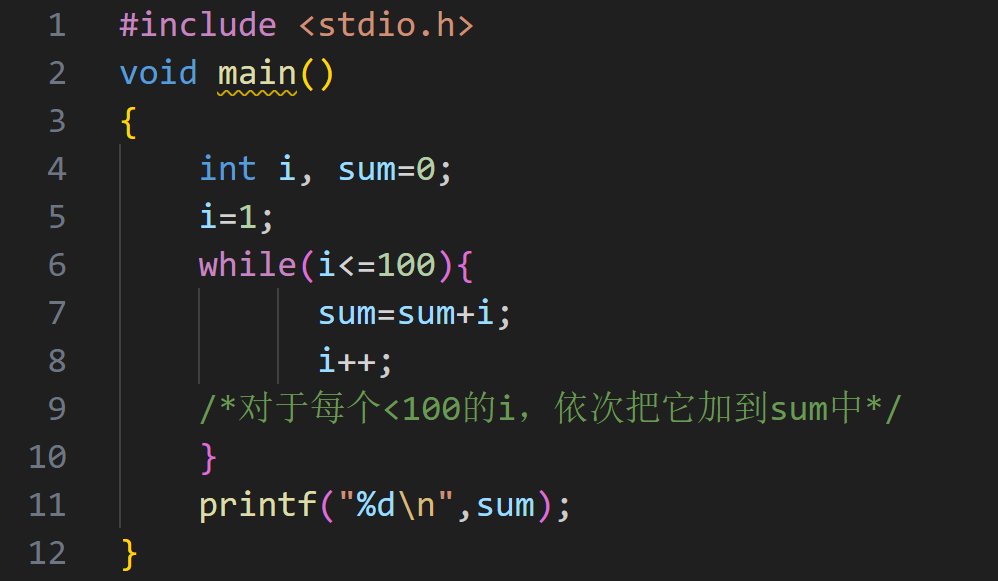 1 #include <stdio.h>
2 void main()
3 {
4     int i, sum=0;
5     i=1;
6     while(i<=100){
7           sum=sum+i;
8           i++;
9     /*对于每个<100的i，依次把它加到sum中*/
10     }
11     printf("%d\n",sum);
12 }